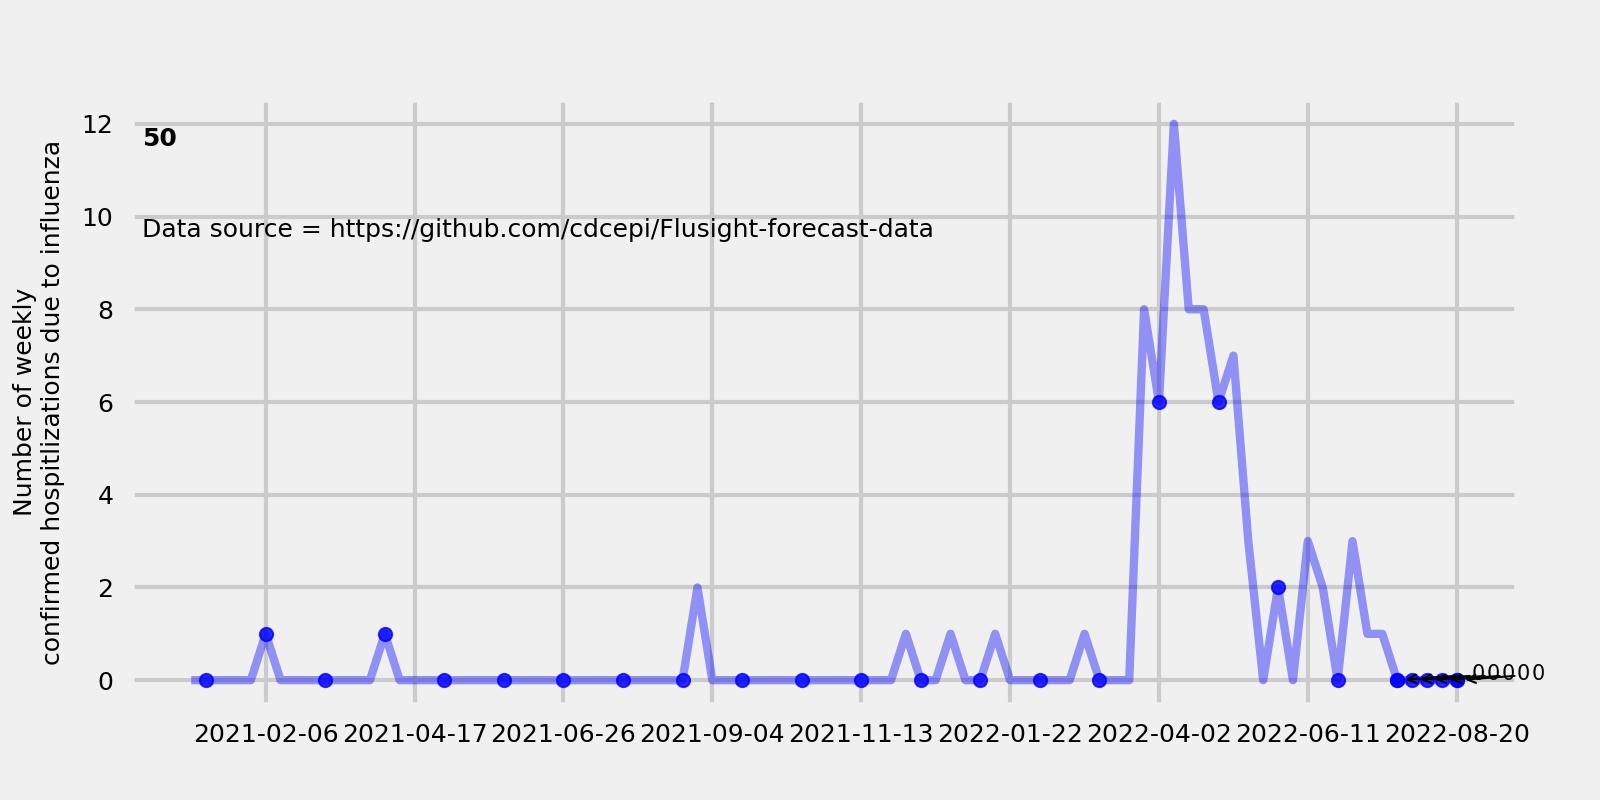 Number of weekly
confirmed hospitlizations due to influenza
12
10
8
6
4
2
0
50
Data source = https://github.com/cdcepi/Flusight-forecast-data
00000
2021-02-06 2021-04-17 2021-06-26 2021-09-04 2021-11-13 2022-01-22 2022-04-02 2022-06-11 2022-08-20